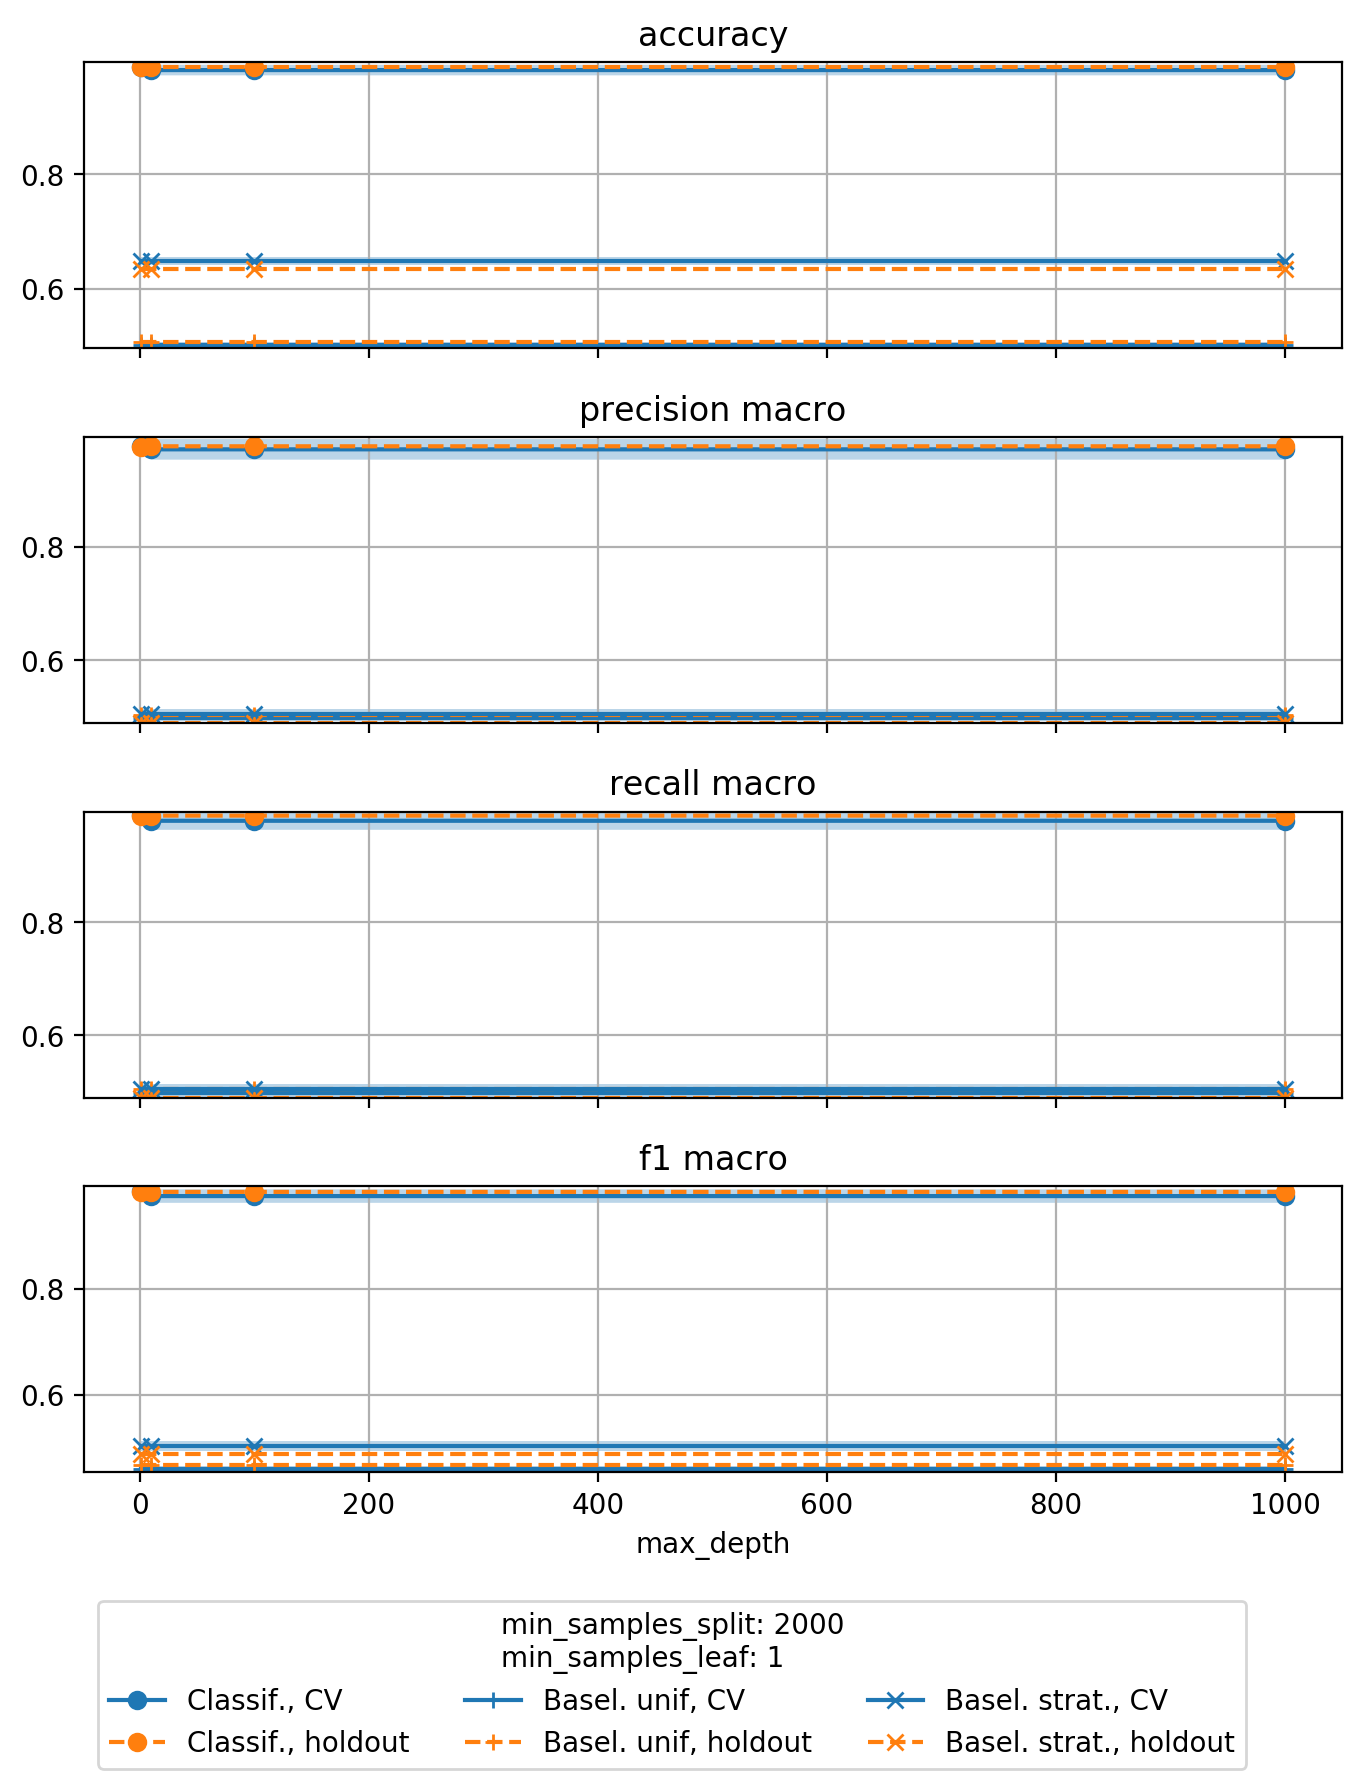 accuracy
0.8
0.6
precision macro
0.8
0.6
recall macro
0.8
0.6
f1 macro
0.8
0.6
0 200 400 600 800 1000
max_depth
min_samples_split: 2000
min_samples_leaf: 1
Classif., CV Basel. unif, CV Basel. strat., CV
Classif., holdout Basel. unif, holdout Basel. strat., holdout